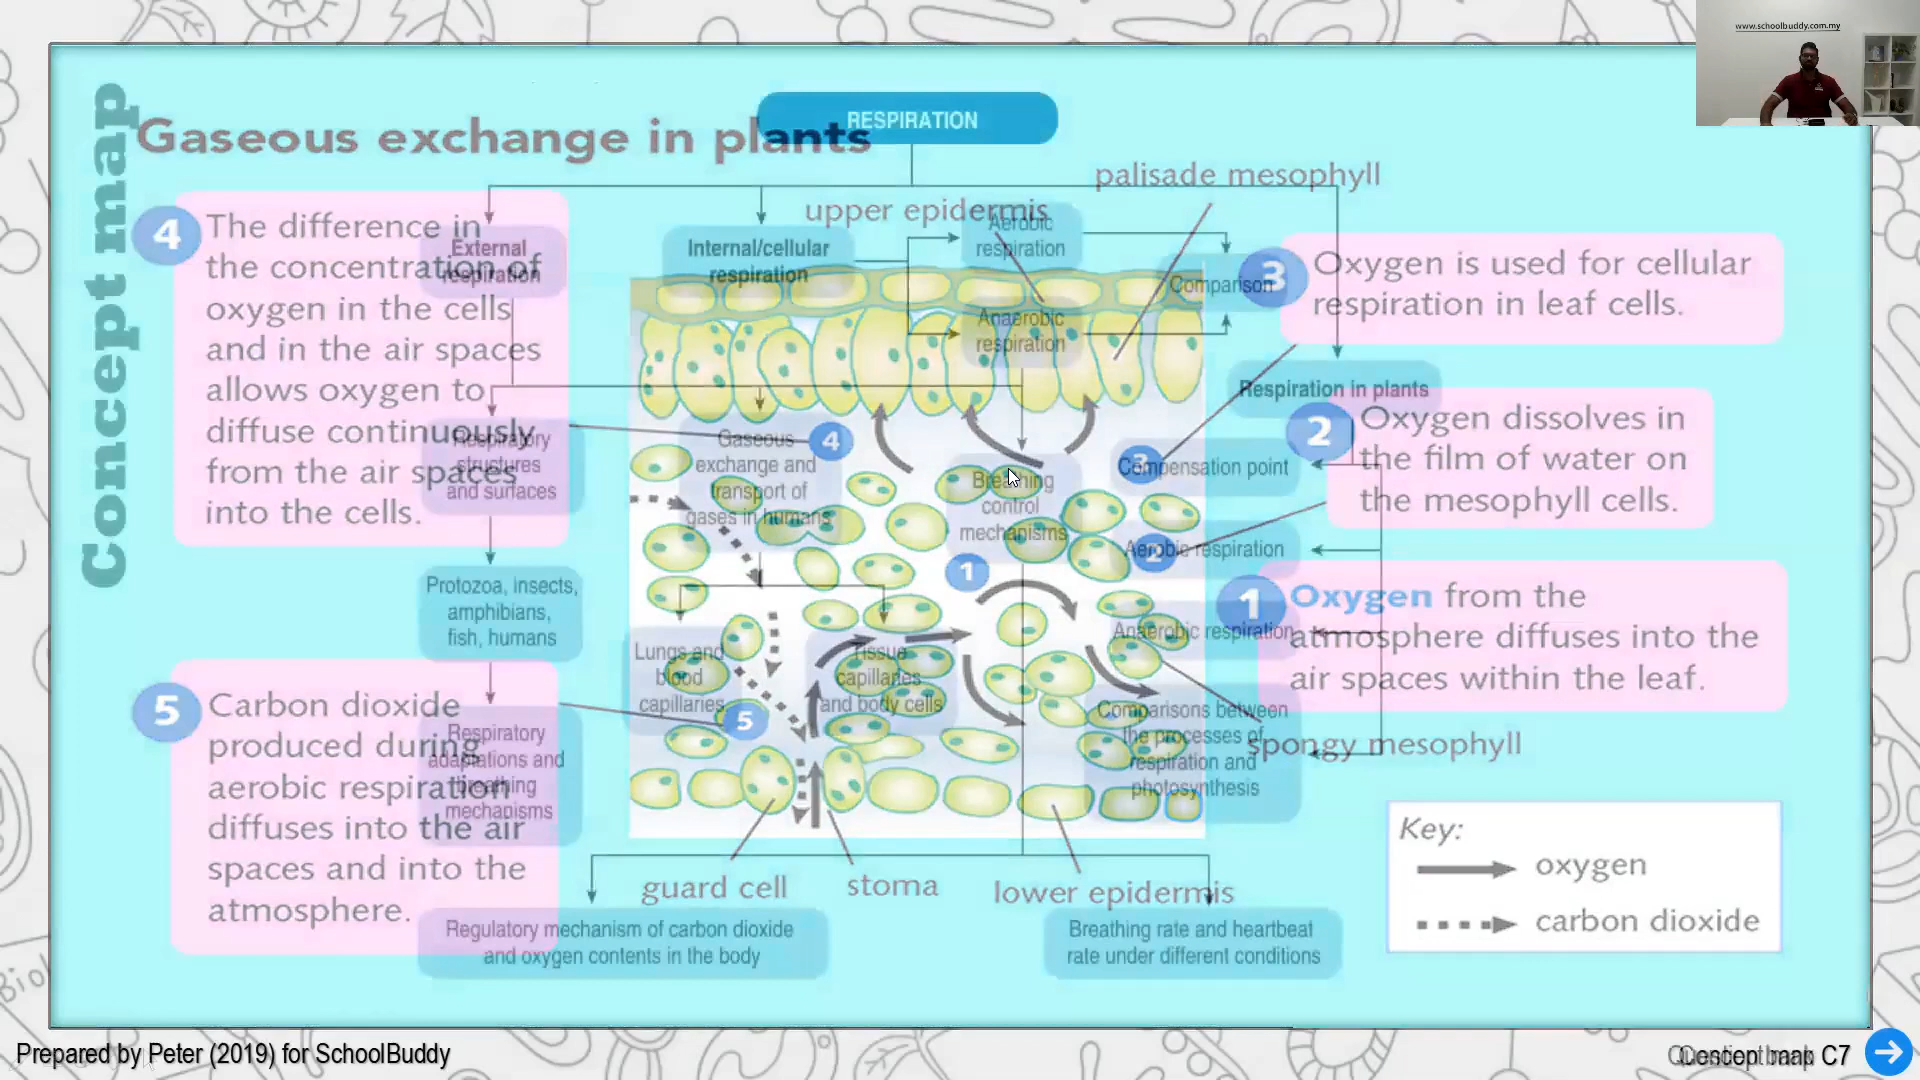 www.schoolbuddy.com.my
Concept map
Gaseous exchange in plants
RESPIRATION
palisade mesophyll
upper epidermis
4
The difference in
the concentration of
oxygen in the cells
and in the air spaces
allows oxygen to
diffuse continuously
from the air spaces
into the cells.
External
respiration
Internal/cellular
respiration
Aerobic
respiration
Anaerobic
respiration
Comparison
3
Oxygen is used for cellular
respiration in leaf cells.
Respiration in plants
2
Oxygen dissolves in
the film of water on
the mesophyll cells.
Respiratory
structures
and surfaces
Gaseous
exchange and
transport of
gases in humans
4
Breathing
control
mechanisms
3
Compensation point
2
Aerobic respiration
1
1
Oxygen from the
atmosphere diffuses into the
air spaces within the leaf.
Anaerobic respiration
Protozoa, insects,
amphibians,
fish, humans
Lungs and
blood
capillaries
Tissue
capillaries
and body cells
5
5
Carbon dioxide
produced during
aerobic respiration
diffuses into the air
spaces and into the
atmosphere.
Respiratory
adaptations and
breathing
mechanisms
Comparisons between
the processes of
respiration and
photosynthesis
spongy mesophyll
guard cell
stoma
lower epidermis
Key:
oxygen
carbon dioxide
Regulatory mechanism of carbon dioxide
and oxygen contents in the body
Breathing rate and heartbeat
rate under different conditions
Biol
Prepared by Peter (2019) for SchoolBuddy
Concept map C7